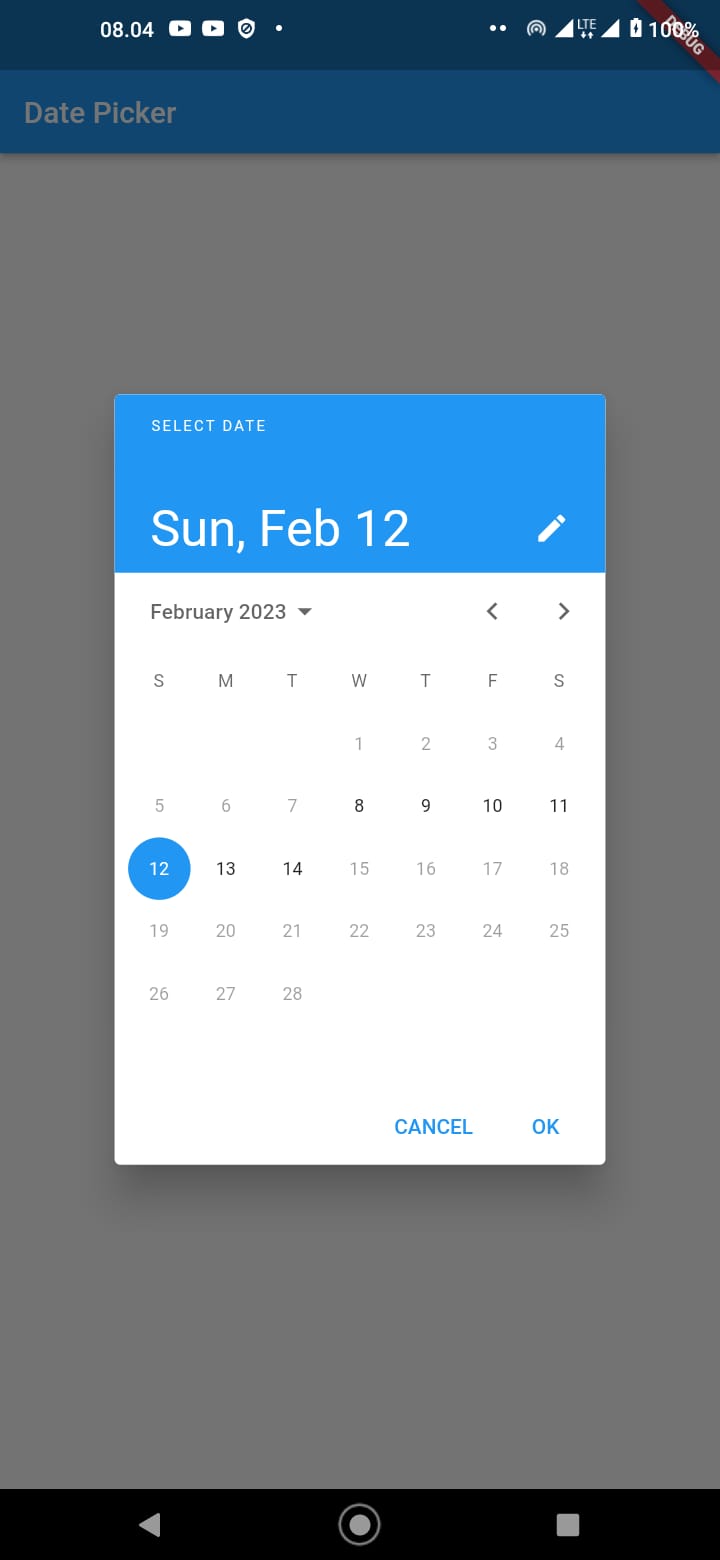 08.04 LTE 100%
DEBUG
Date Picker
SELECT DATE
Sun, Feb 12
February 2023
S M T W T F S
1 2 3 4
5 6 7 8 9 10 11
12 13 14 15 16 17 18
19 20 21 22 23 24 25
26 27 28
CANCEL OK